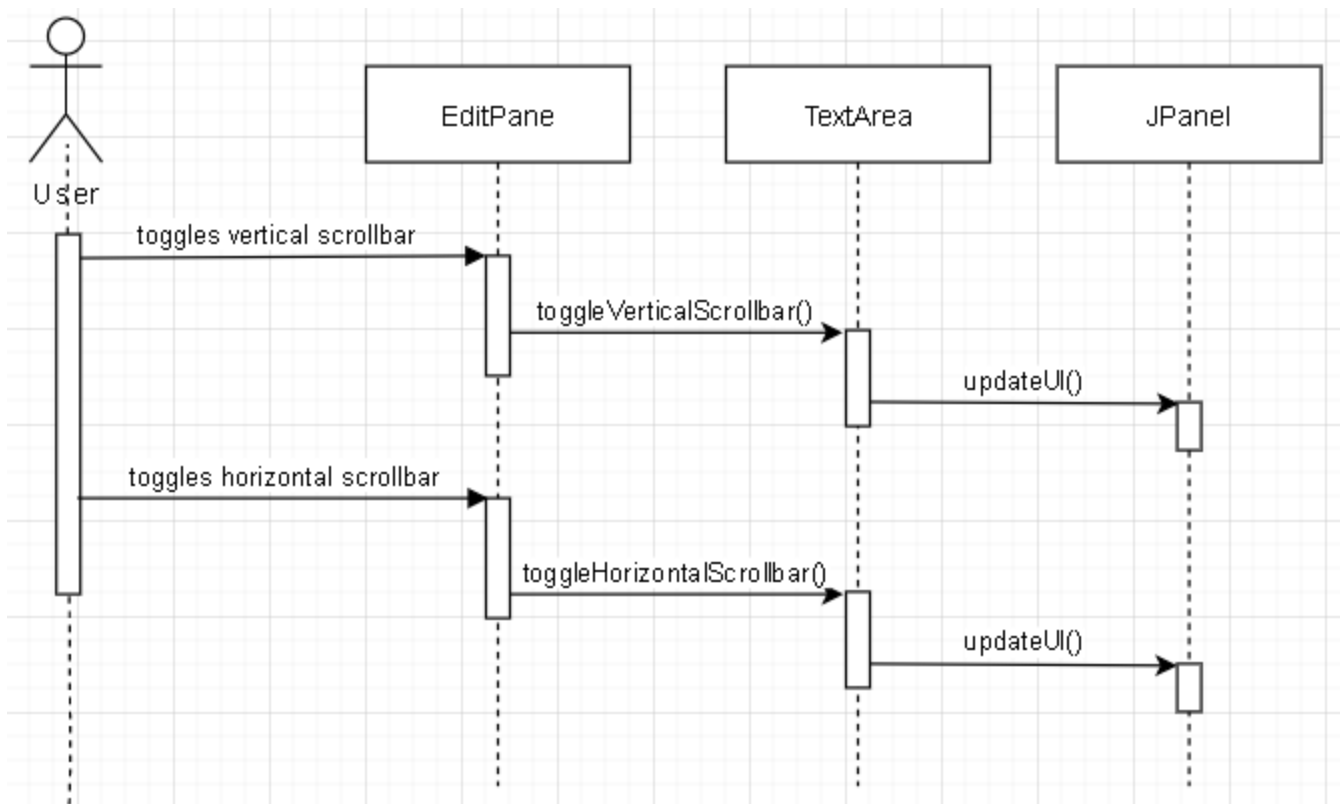 EditPane
TextArea
JPanel
User
toggles vertical scrollbar
toggleVerticalScrollbar()
updateUI()
toggles horizontal scrollbar
toggleHorizontalScrollbar()
updateUI()